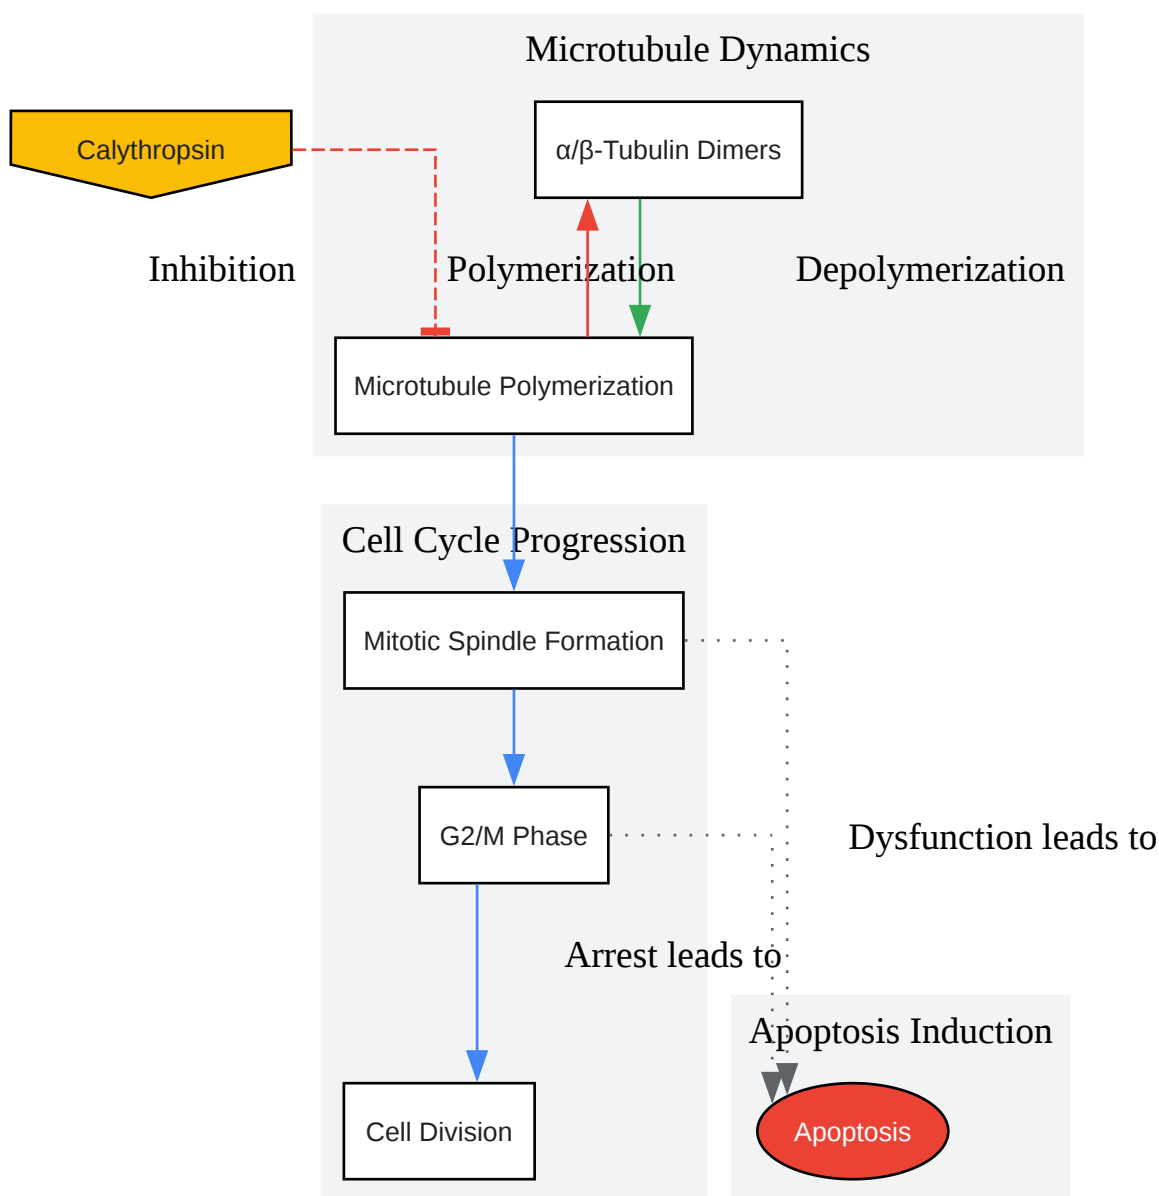 Microtubule Dynamics
Calythropsin
α/β-Tubulin Dimers
Inhibition
Polymerization
Depolymerization
Microtubule Polymerization
Cell Cycle Progression
Mitotic Spindle Formation
G2/M Phase
Dysfunction leads to
Arrest leads to
Apoptosis Induction
Cell Division
Apoptosis